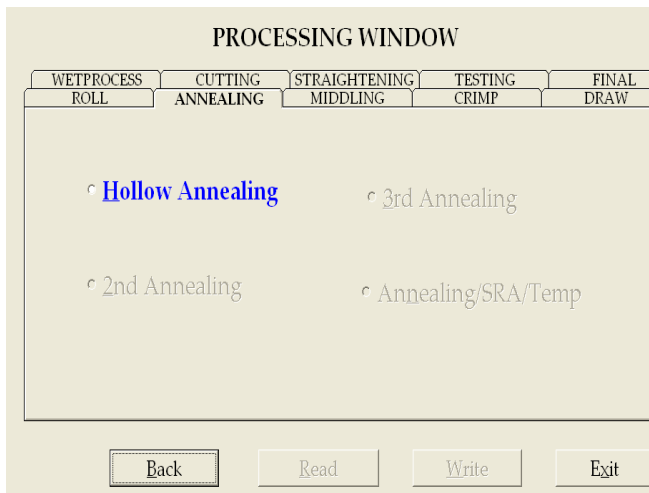 PROCESSING WINDOW
WETPROCESS CUTTING STRAIGHTENING TESTING FINAL
ROLL ANNEALING MIDDLING CRIMP DRAW
Hollow Annealing 3rd Annealing
2nd Annealing Annealing/SRA/Temp
Back Read Write Exit